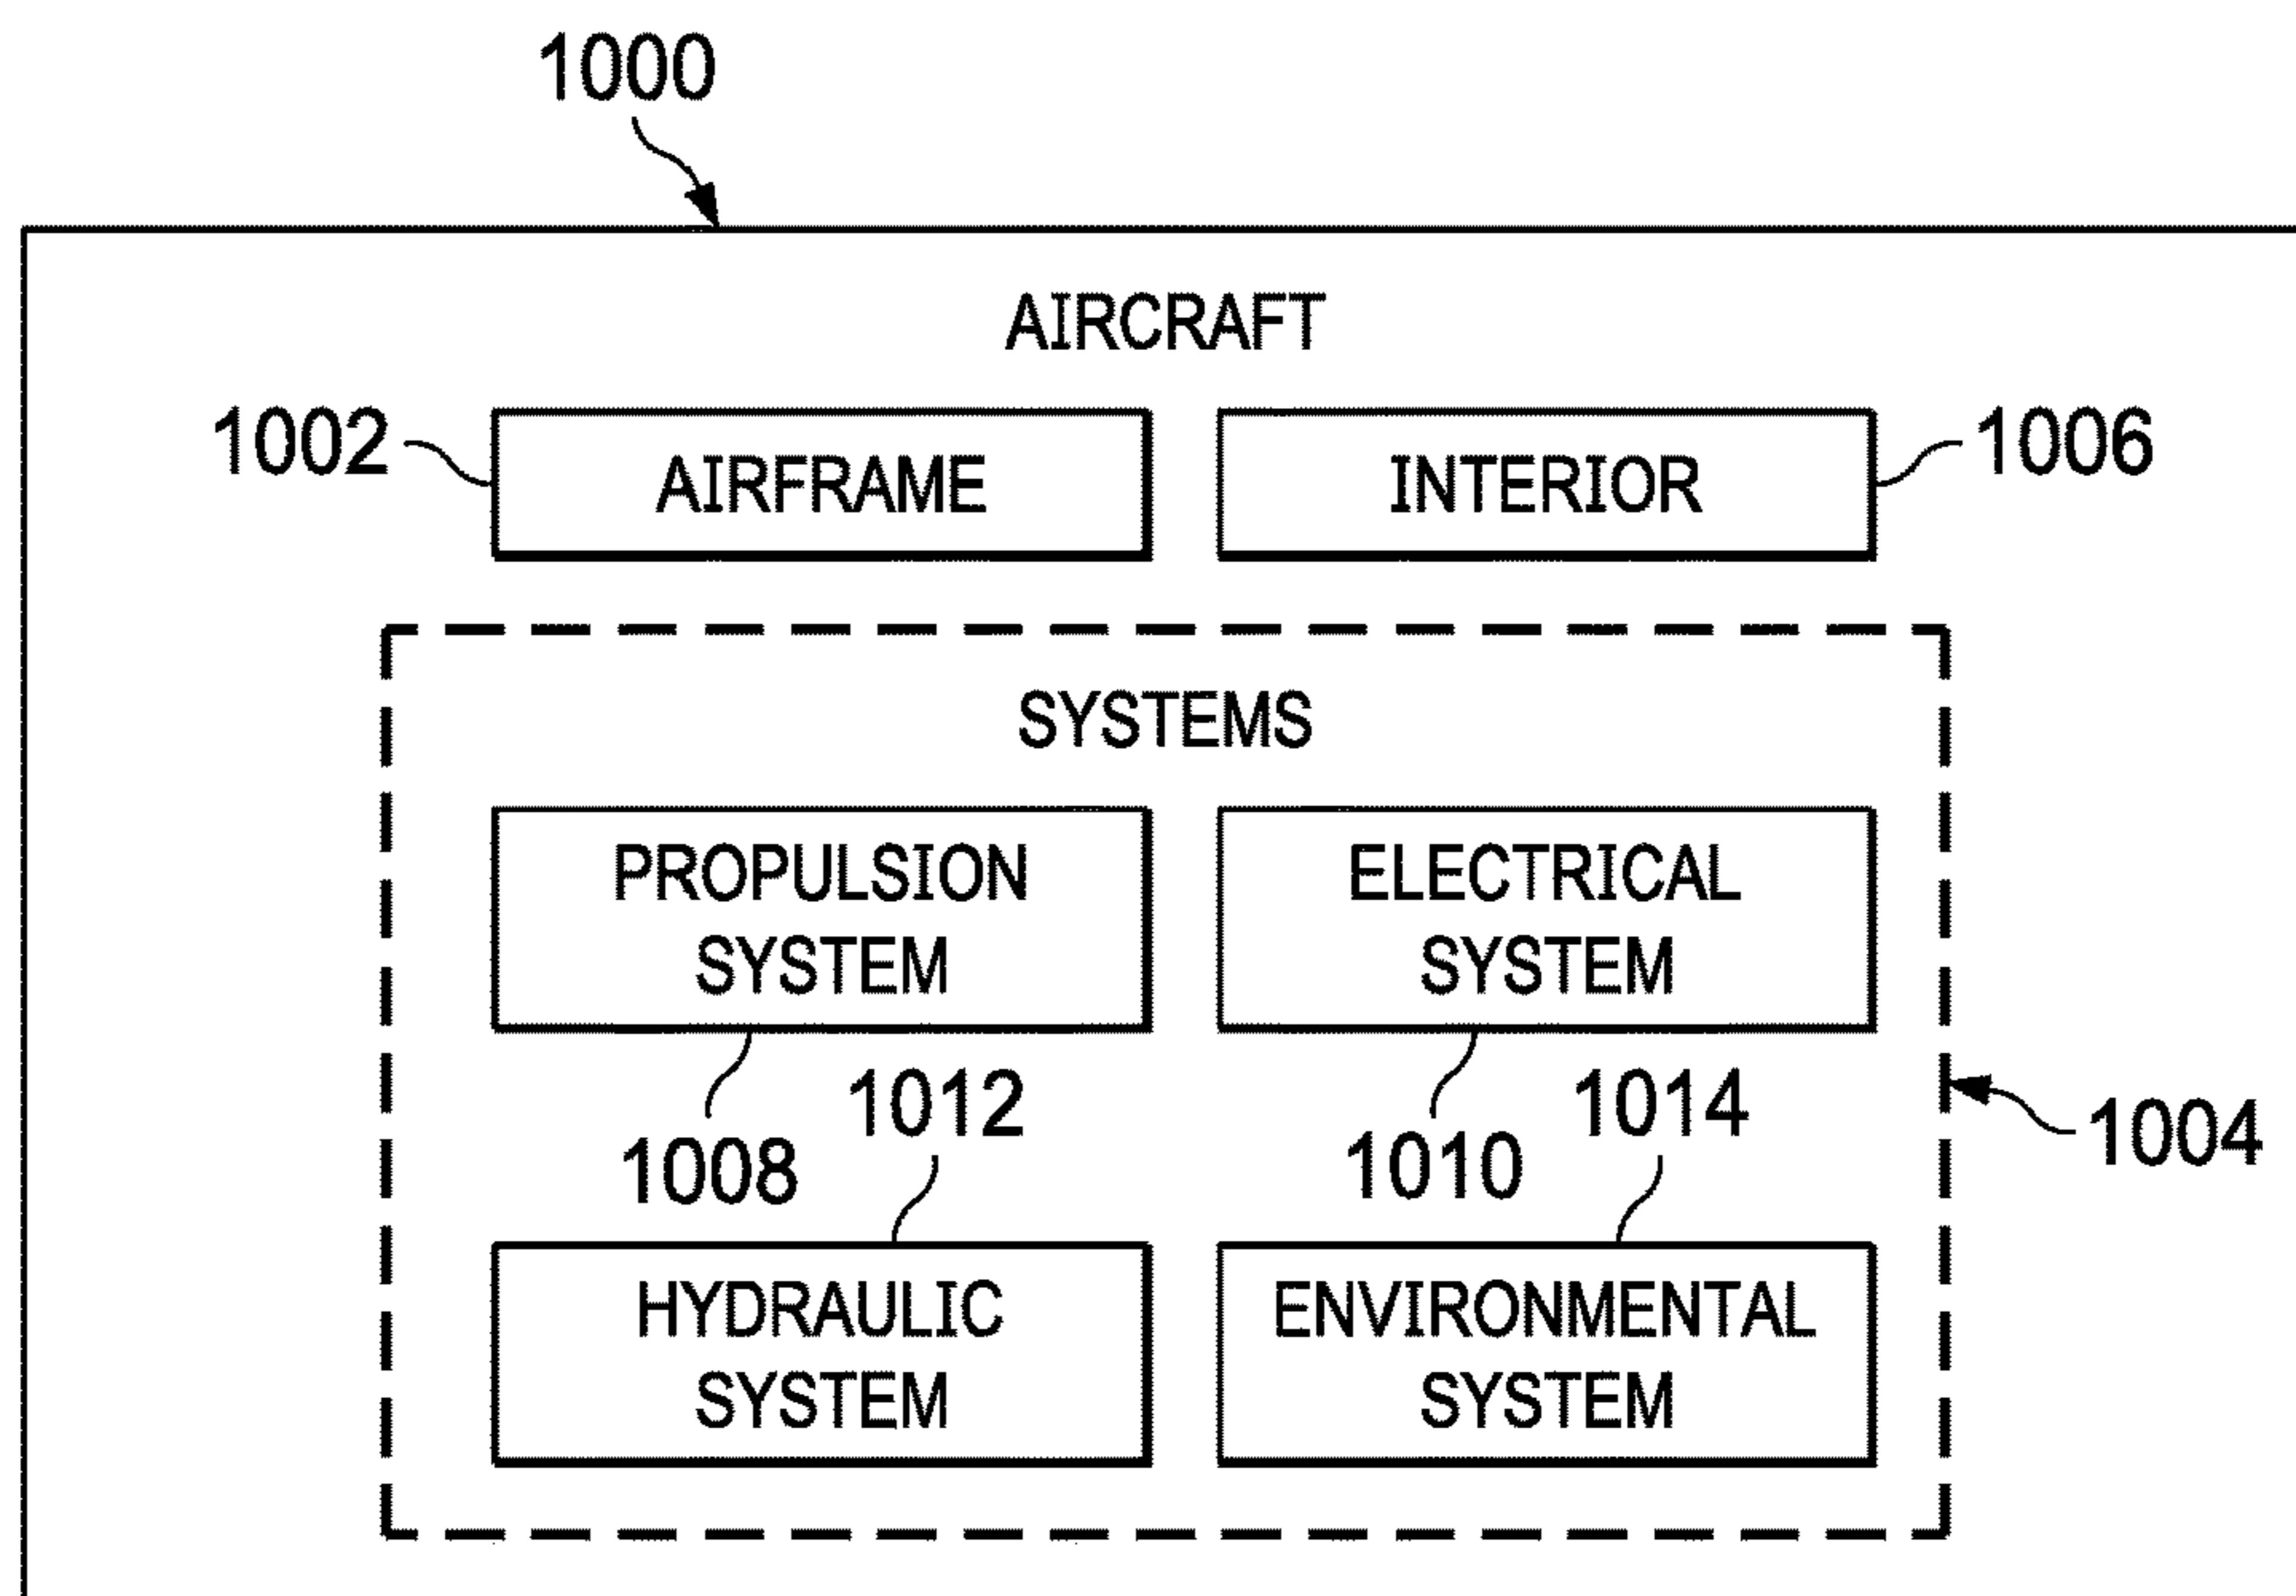 1000
AIRCRAFT
1002 AIRFRAME INTERIOR 1006
SYSTEMS
PROPULSION ELECTRICAL
SYSTEM SYSTEM
1012 1014
1008 1010 1004
HYDRAULIC ENVIRONMENTAL
SYSTEM SYSTEM